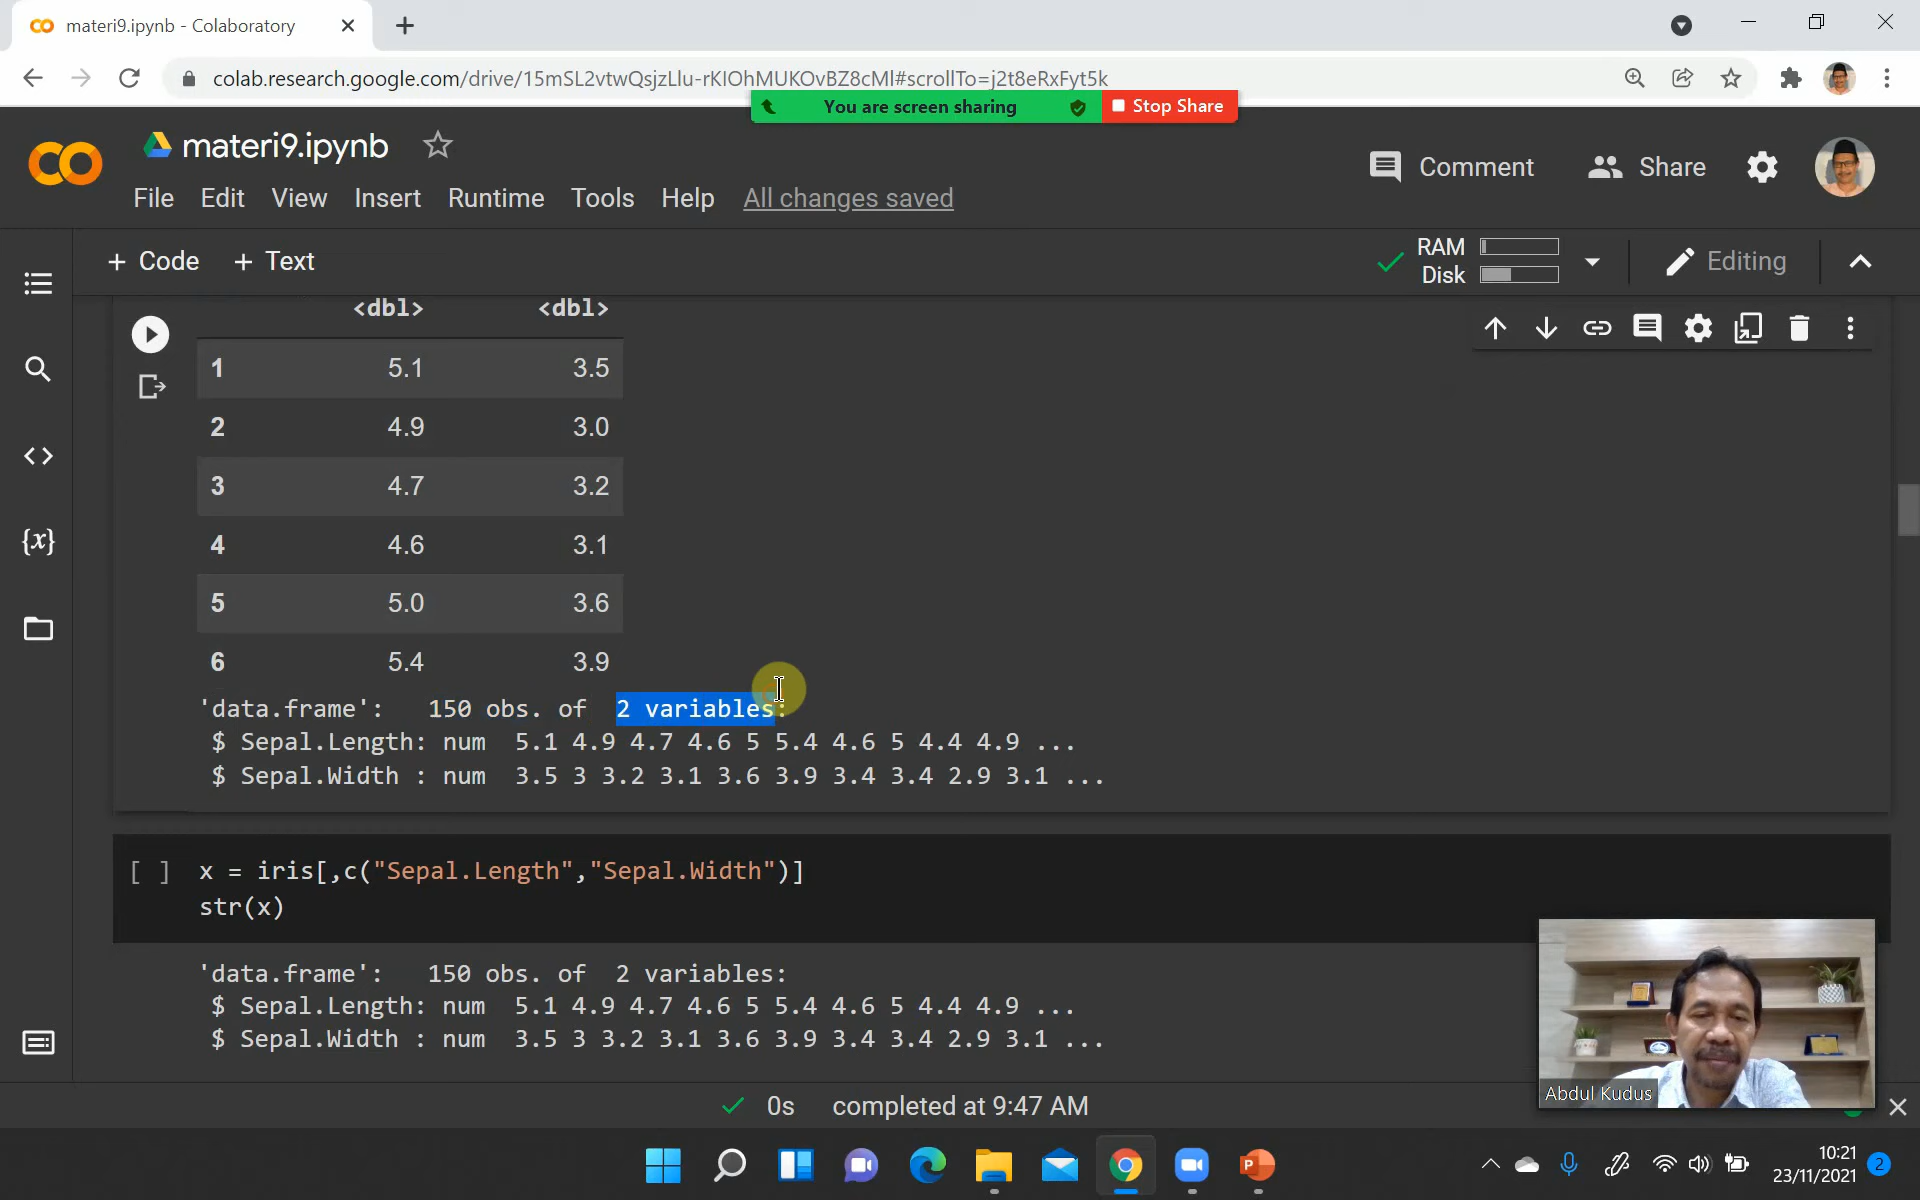 materi9.ipynb - Colaboratory
colab.research.google.com/drive/15mSL2vtwQsjzLlu-rKIOhMUKOvBZ8cMl#scrollTo=j2t8eRxFyt5k
You are screen sharing
Stop Share
materi9.ipynb
Comment
Share
File Edit View Insert Runtime Tools Help All changes saved
+ Code + Text
RAM
Disk
Editing
<dbl> <dbl>
1 5.1 3.5
2 4.9 3.0
3 4.7 3.2
4 4.6 3.1
5 5.0 3.6
6 5.4 3.9
'data.frame': 150 obs. of 2 variables:
$ Sepal.Length: num 5.1 4.9 4.7 4.6 5 5.4 4.6 5 4.4 4.9 ...
$ Sepal.Width : num 3.5 3 3.2 3.1 3.6 3.9 3.4 3.4 2.9 3.1 ...
[ ] x = iris[,c("Sepal.Length","Sepal.Width")]
str(x)
'data.frame': 150 obs. of 2 variables:
$ Sepal.Length: num 5.1 4.9 4.7 4.6 5 5.4 4.6 5 4.4 4.9 ...
$ Sepal.Width : num 3.5 3 3.2 3.1 3.6 3.9 3.4 3.4 2.9 3.1 ...
Abdul Kudus
0s completed at 9:47 AM
10:21
23/11/2021
2